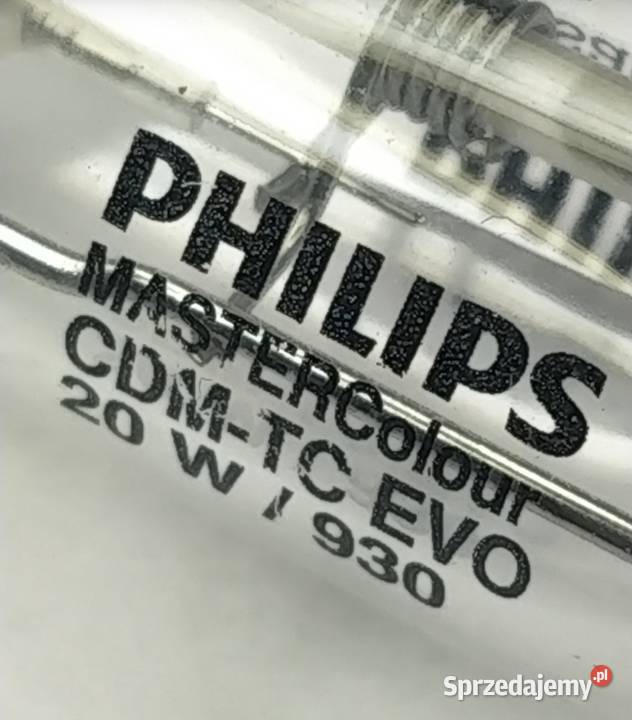 PHILIPS
MASTERColour
CDM-TC EVO
20 W / 930
Sprzedajemy.pl